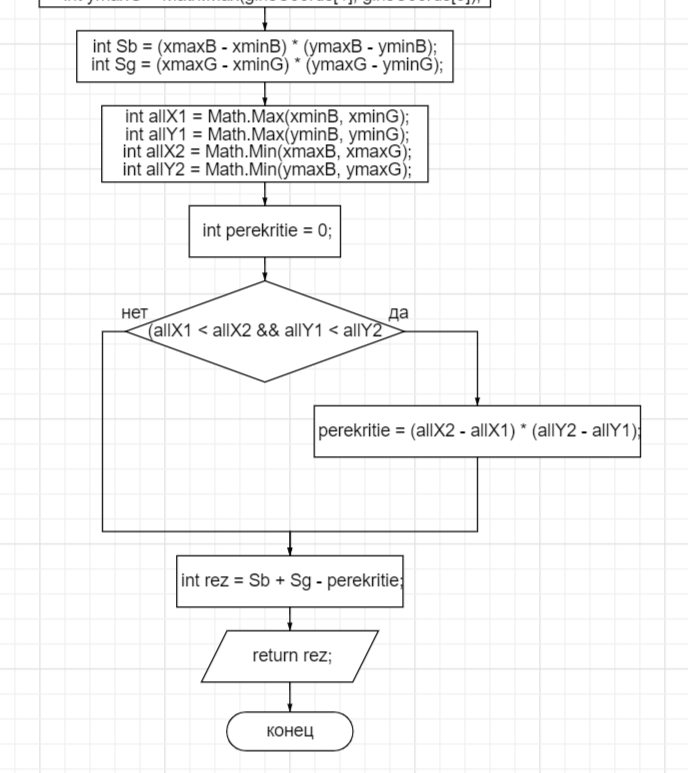 int Sb = (xmaxB - xminB) * (ymaxB - yminB);
int Sg = (xmaxG - xminG) * (ymaxG - yminG);
int allX1 = Math.Max(xminB, xminG);
int allY1 = Math.Max(yminB, yminG);
int allX2 = Math.Min(xmaxB, xmaxG);
int allY2 = Math.Min(ymaxB, ymaxG);
int perekritie = 0;
нет
да
(allX1 < allX2 && allY1 < allY2
perekritie = (allX2 - allX1) * (allY2 - allY1);
int rez = Sb + Sg - perekritie;
return rez;
конец